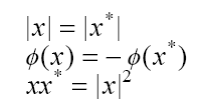 |x| = |x*|
ϕ(x) = − ϕ(x*)
xx* = |x|²